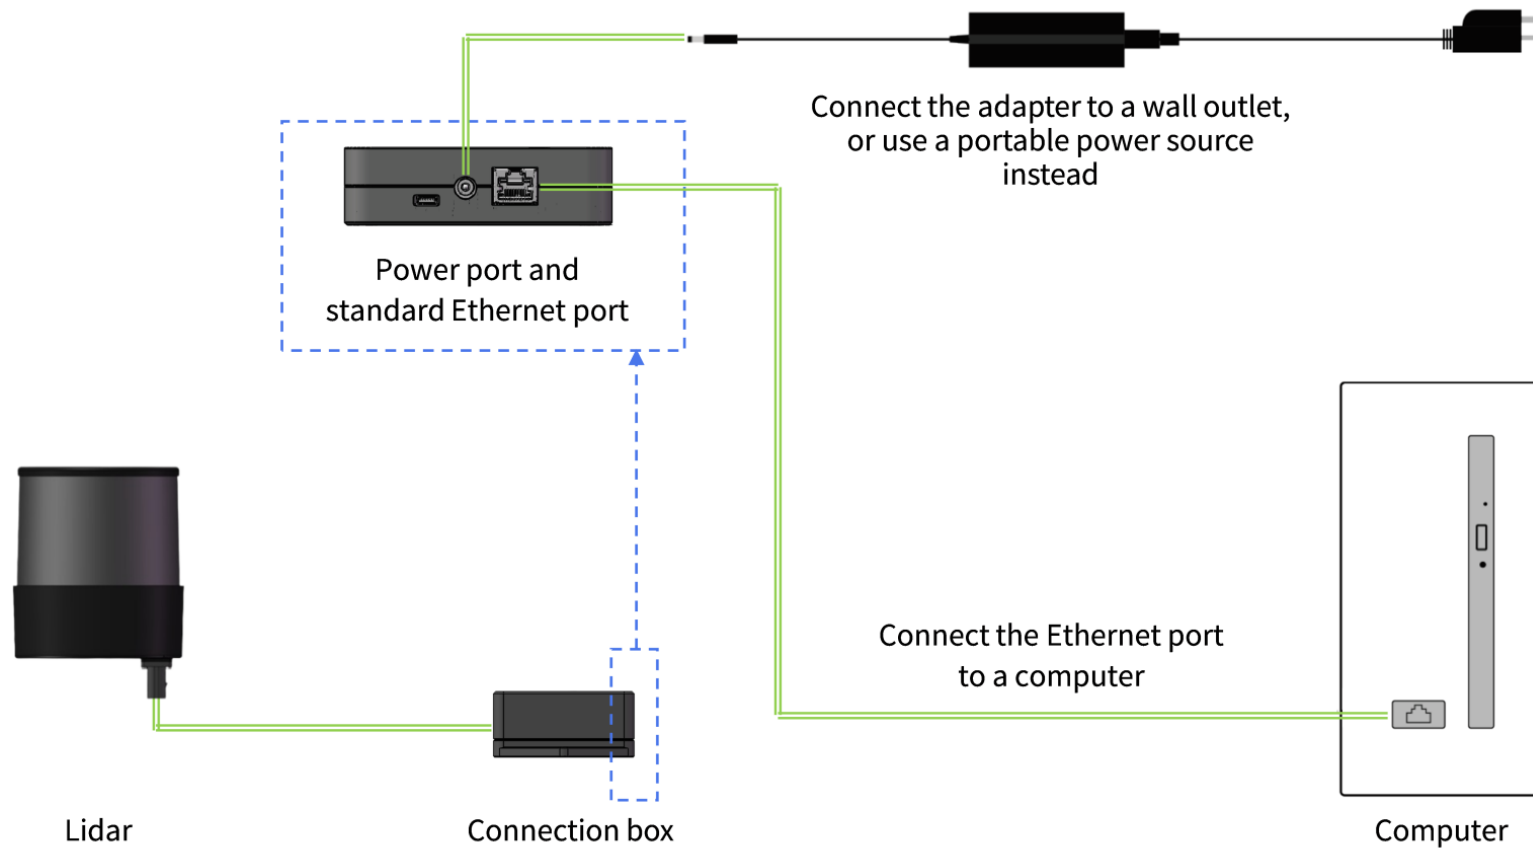 Connect the adapter to a wall outlet,
or use a portable power source
instead
Power port and
standard Ethernet port
Connect the Ethernet port
to a computer
Lidar
Connection box
Computer